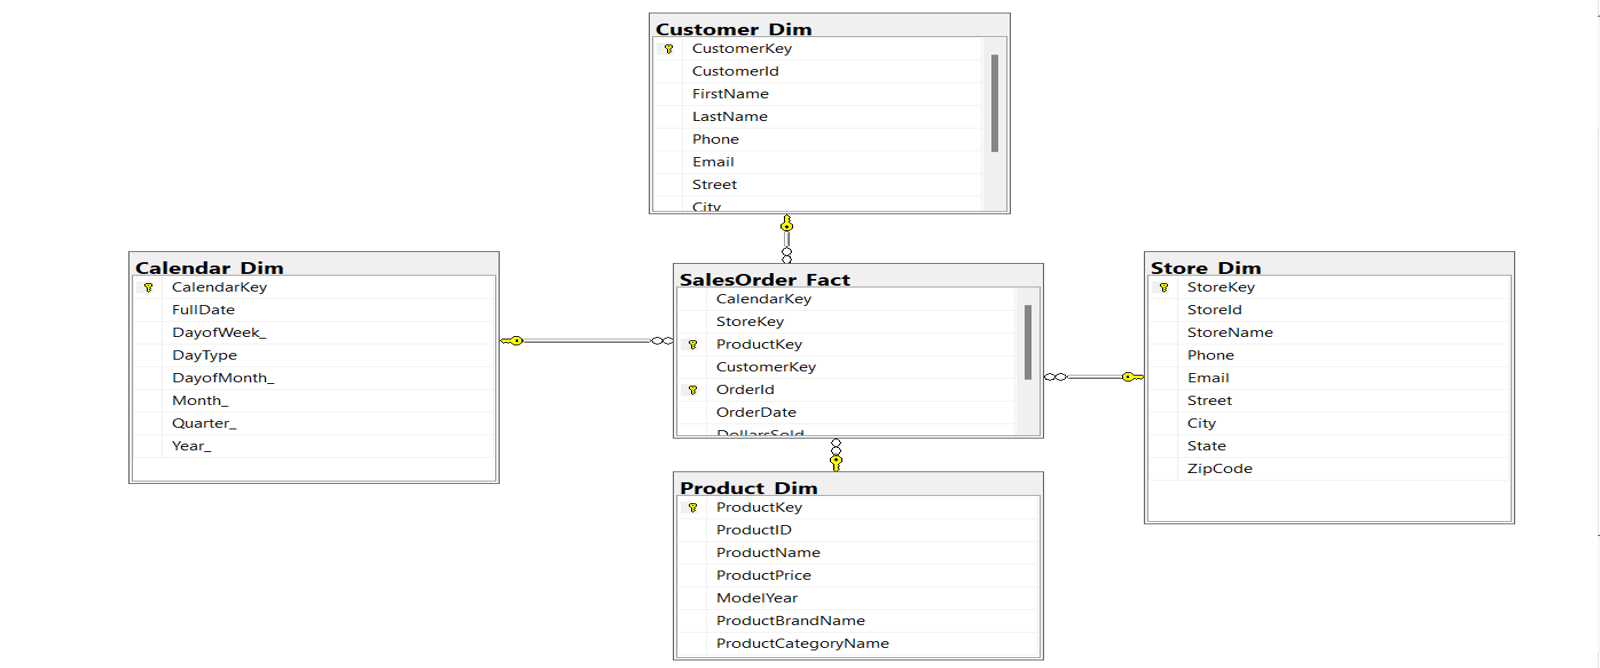 Customer_Dim
CustomerKey
CustomerId
FirstName
LastName
Phone
Email
Street
City
Calendar_Dim
CalendarKey
FullDate
DayofWeek_
DayType
DayofMonth_
Month_
Quarter_
Year_
SalesOrder_Fact
CalendarKey
StoreKey
ProductKey
CustomerKey
OrderId
OrderDate
DollarsSold
Store_Dim
StoreKey
StoreId
StoreName
Phone
Email
Street
City
State
ZipCode
Product_Dim
ProductKey
ProductID
ProductName
ProductPrice
ModelYear
ProductBrandName
ProductCategoryName